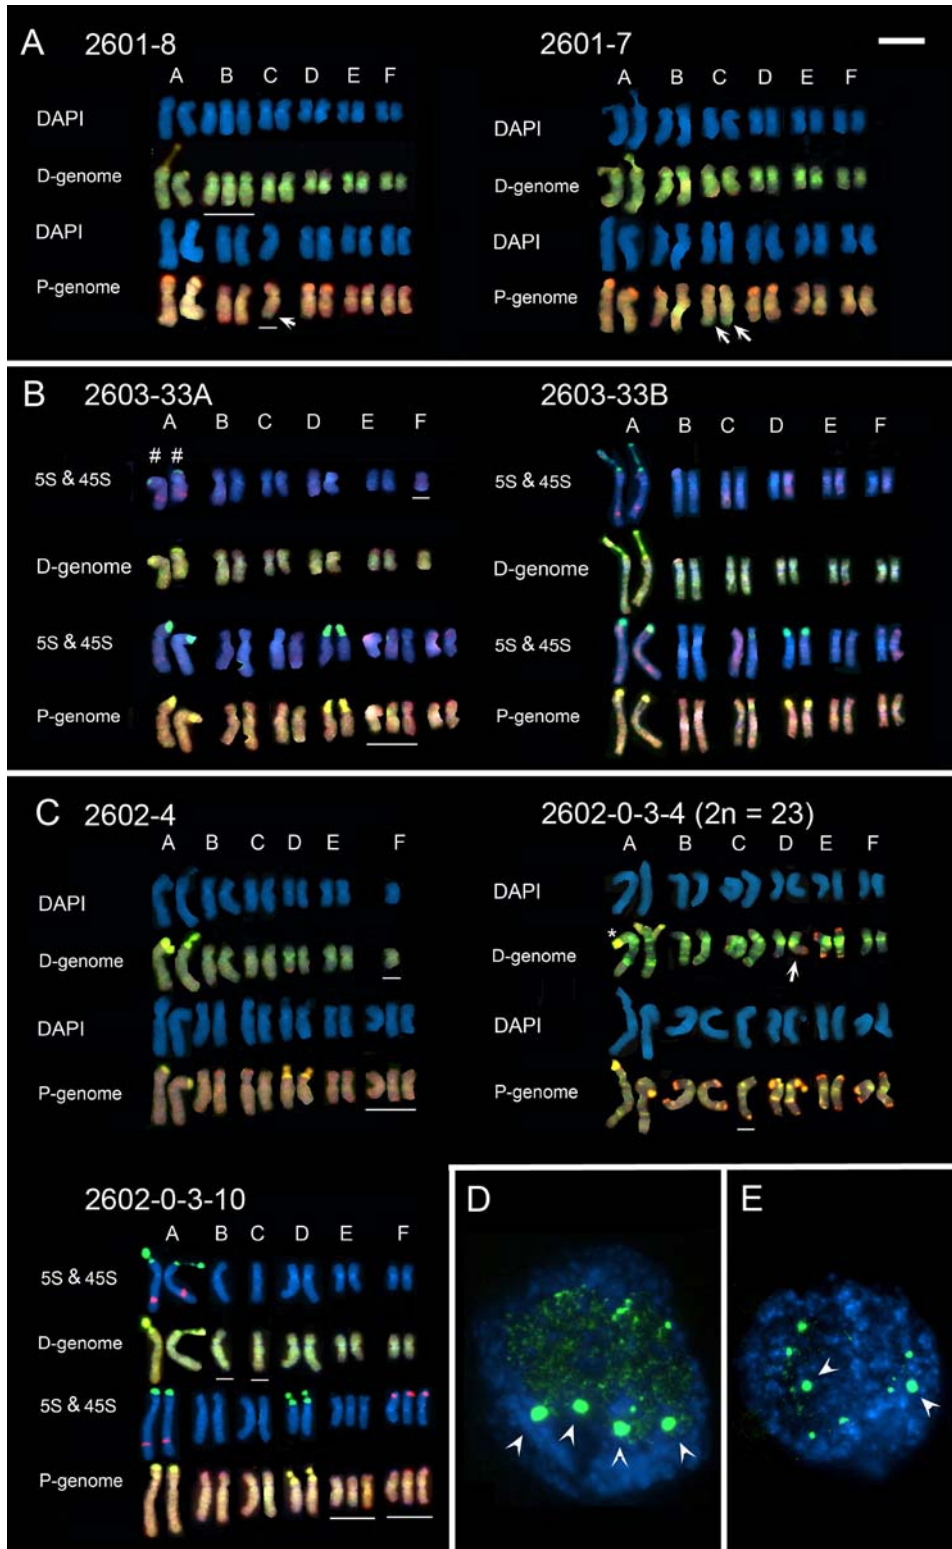 A 2601-8 2601-7
A B C D E F A B C D E F
DAPI DAPI
D-genome D-genome
DAPI DAPI
P-genome P-genome
B 2603-33A 2603-33B
A B C D E F A B C D E F
# #
5S & 45S 5S & 45S
D-genome D-genome
5S & 45S 5S & 45S
P-genome P-genome
C 2602-4 2602-0-3-4 (2n = 23)
A B C D E F A B C D E F
DAPI DAPI
D-genome * D-genome
DAPI DAPI
P-genome P-genome
2602-0-3-10 D E
A B C D E F
5S & 45S
D-genome
5S & 45S
P-genome